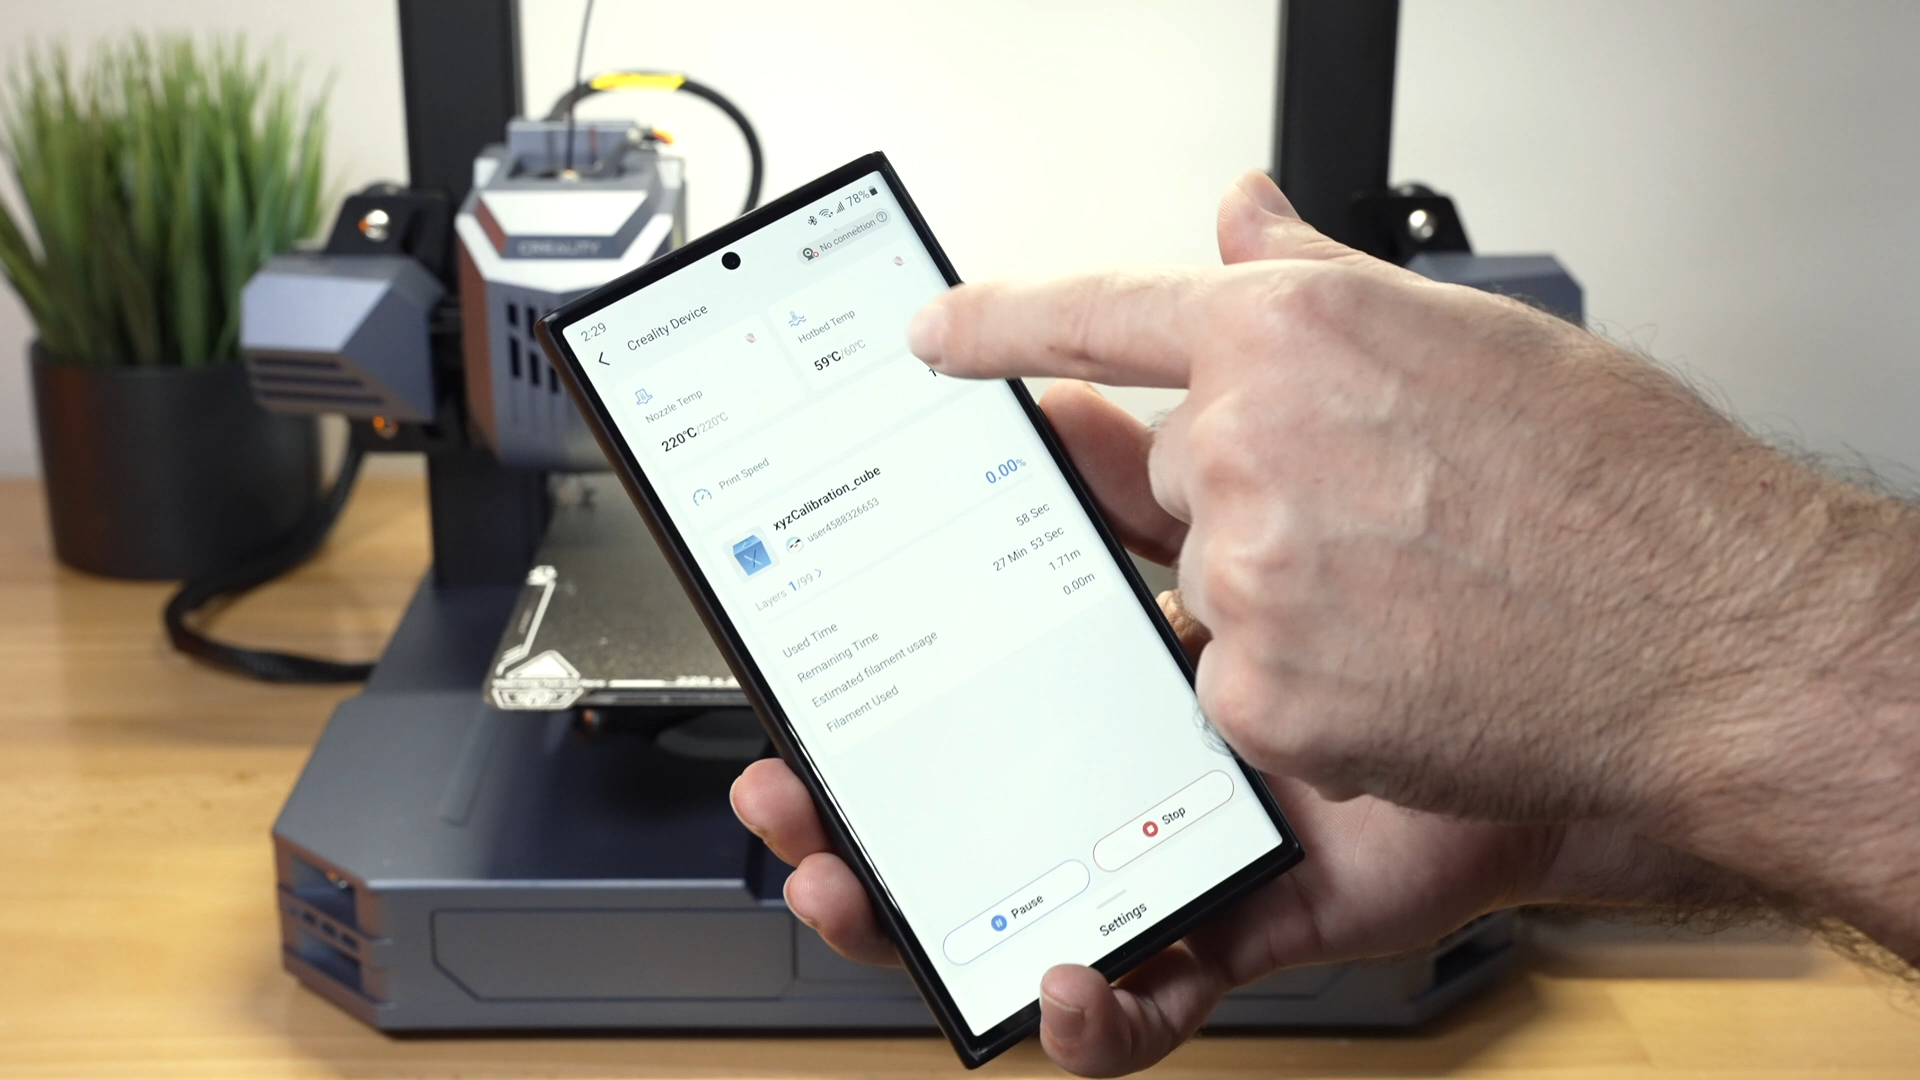 CREALITY
2:29
78%
No connection
Creality Device
Nozzle Temp
220°C/220°C
Hotbed Temp
59°C/60°C
Print Speed
xyzCalibration_cube
user4588326653
0.00%
Layers 1/99 >
Used Time 58 Sec
Remaining Time 27 Min 53 Sec
Estimated filament usage 1.71m
Filament Used 0.00m
Pause
Stop
Settings